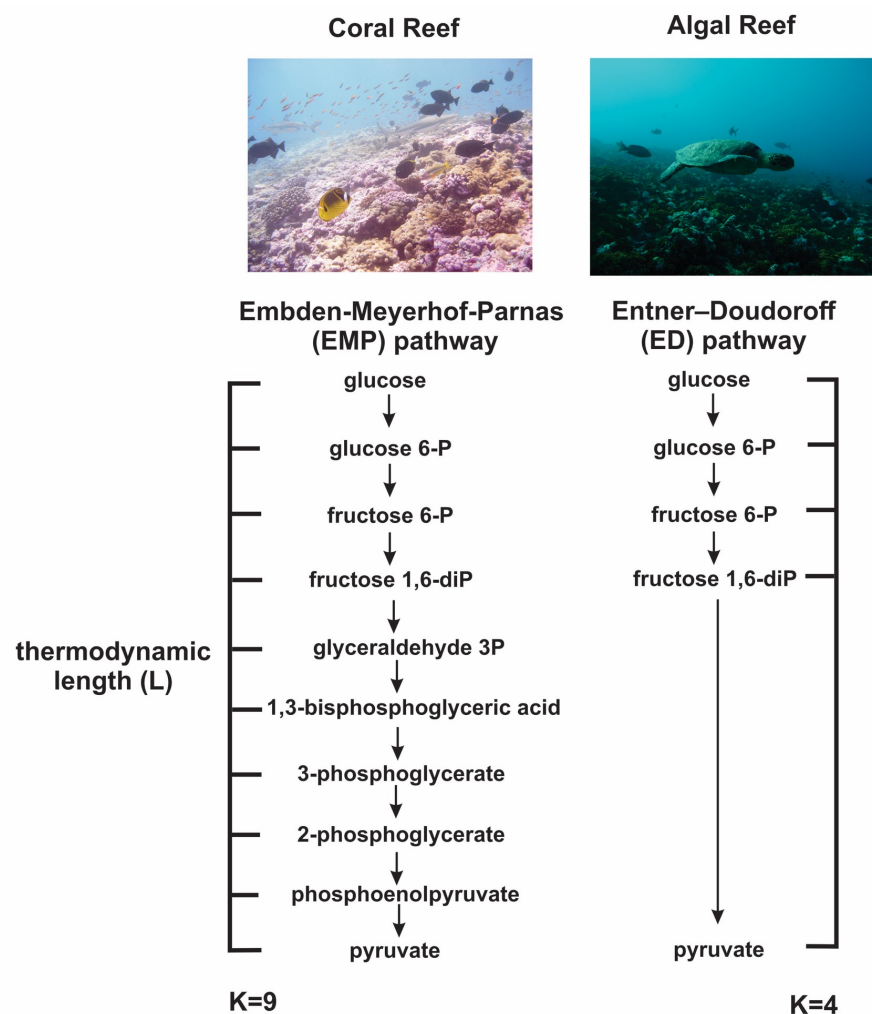 Coral Reef
Algal Reef
Embden-Meyerhof-Parnas
(EMP) pathway
Entner–Doudoroff
(ED) pathway
thermodynamic
length (L)
glucose
glucose 6-P
fructose 6-P
fructose 1,6-diP
glyceraldehyde 3P
1,3-bisphosphoglyceric acid
3-phosphoglycerate
2-phosphoglycerate
phosphoenolpyruvate
pyruvate
K=9
glucose
glucose 6-P
fructose 6-P
fructose 1,6-diP
pyruvate
K=4